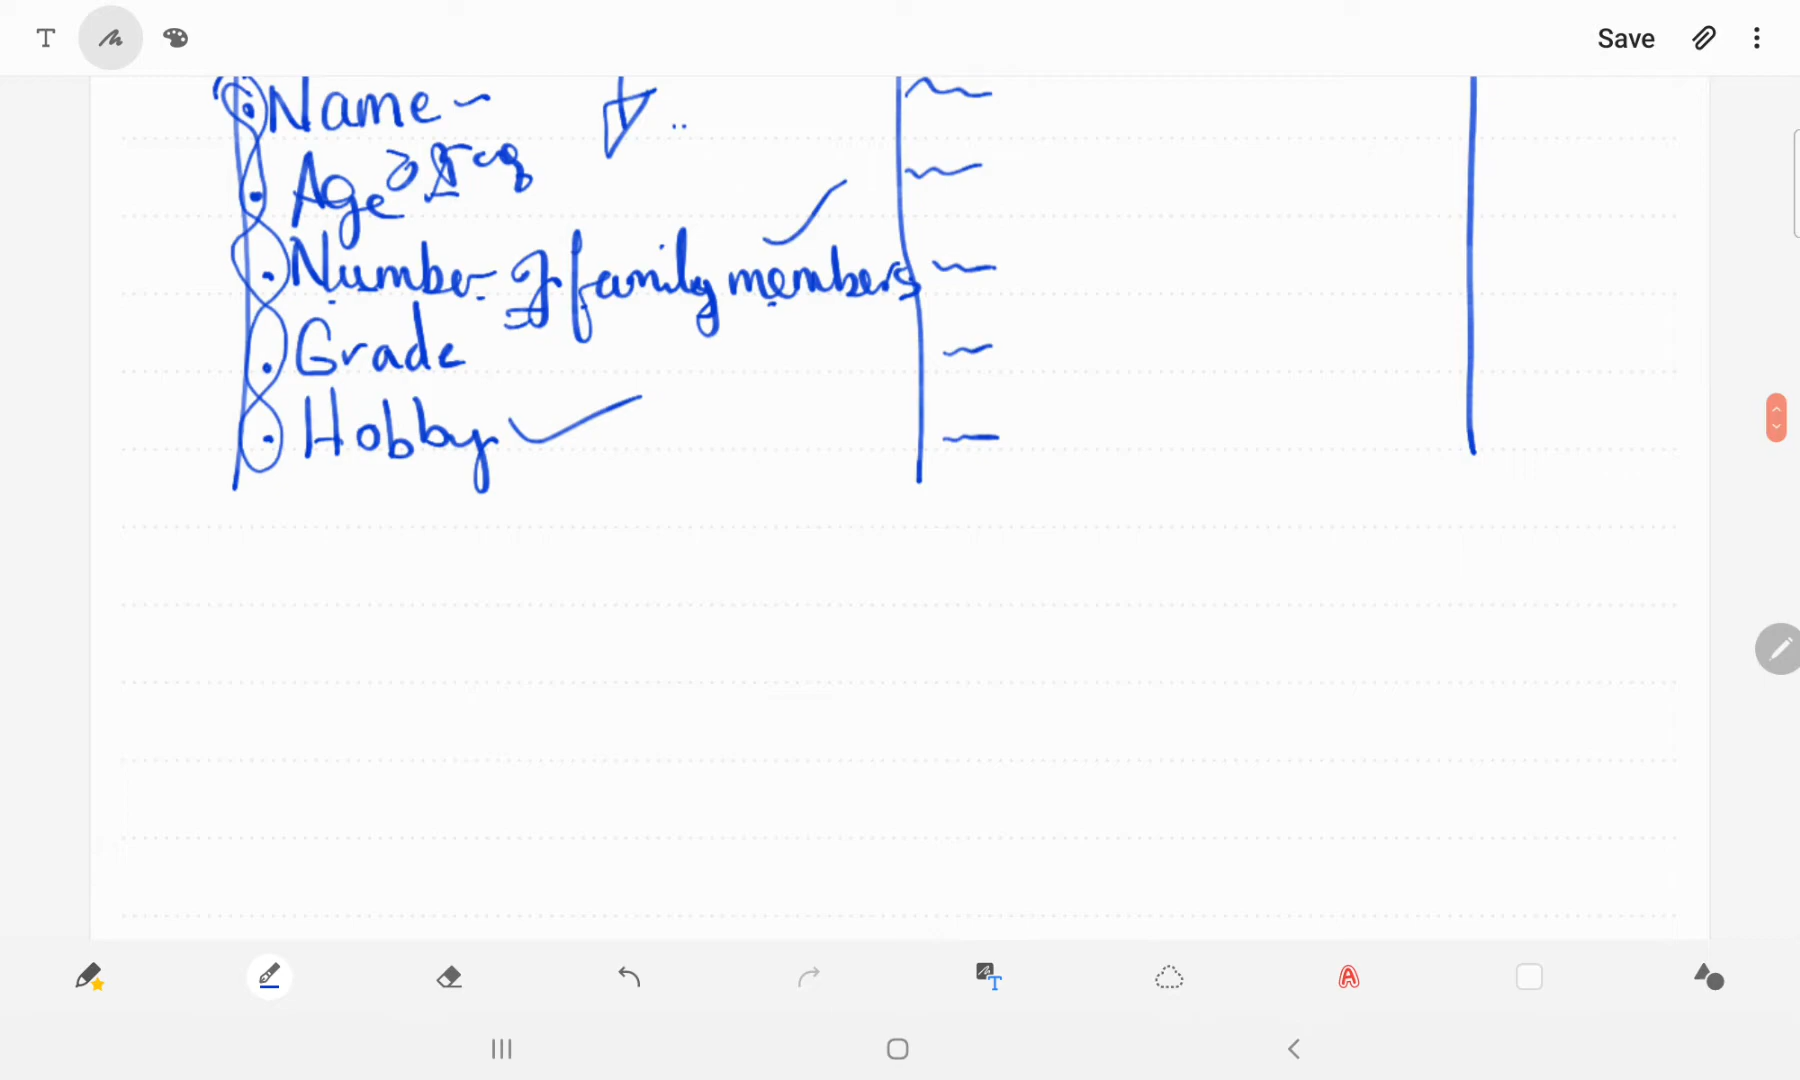 Save
Name -
Age
Number of family members
Grade
Hobby